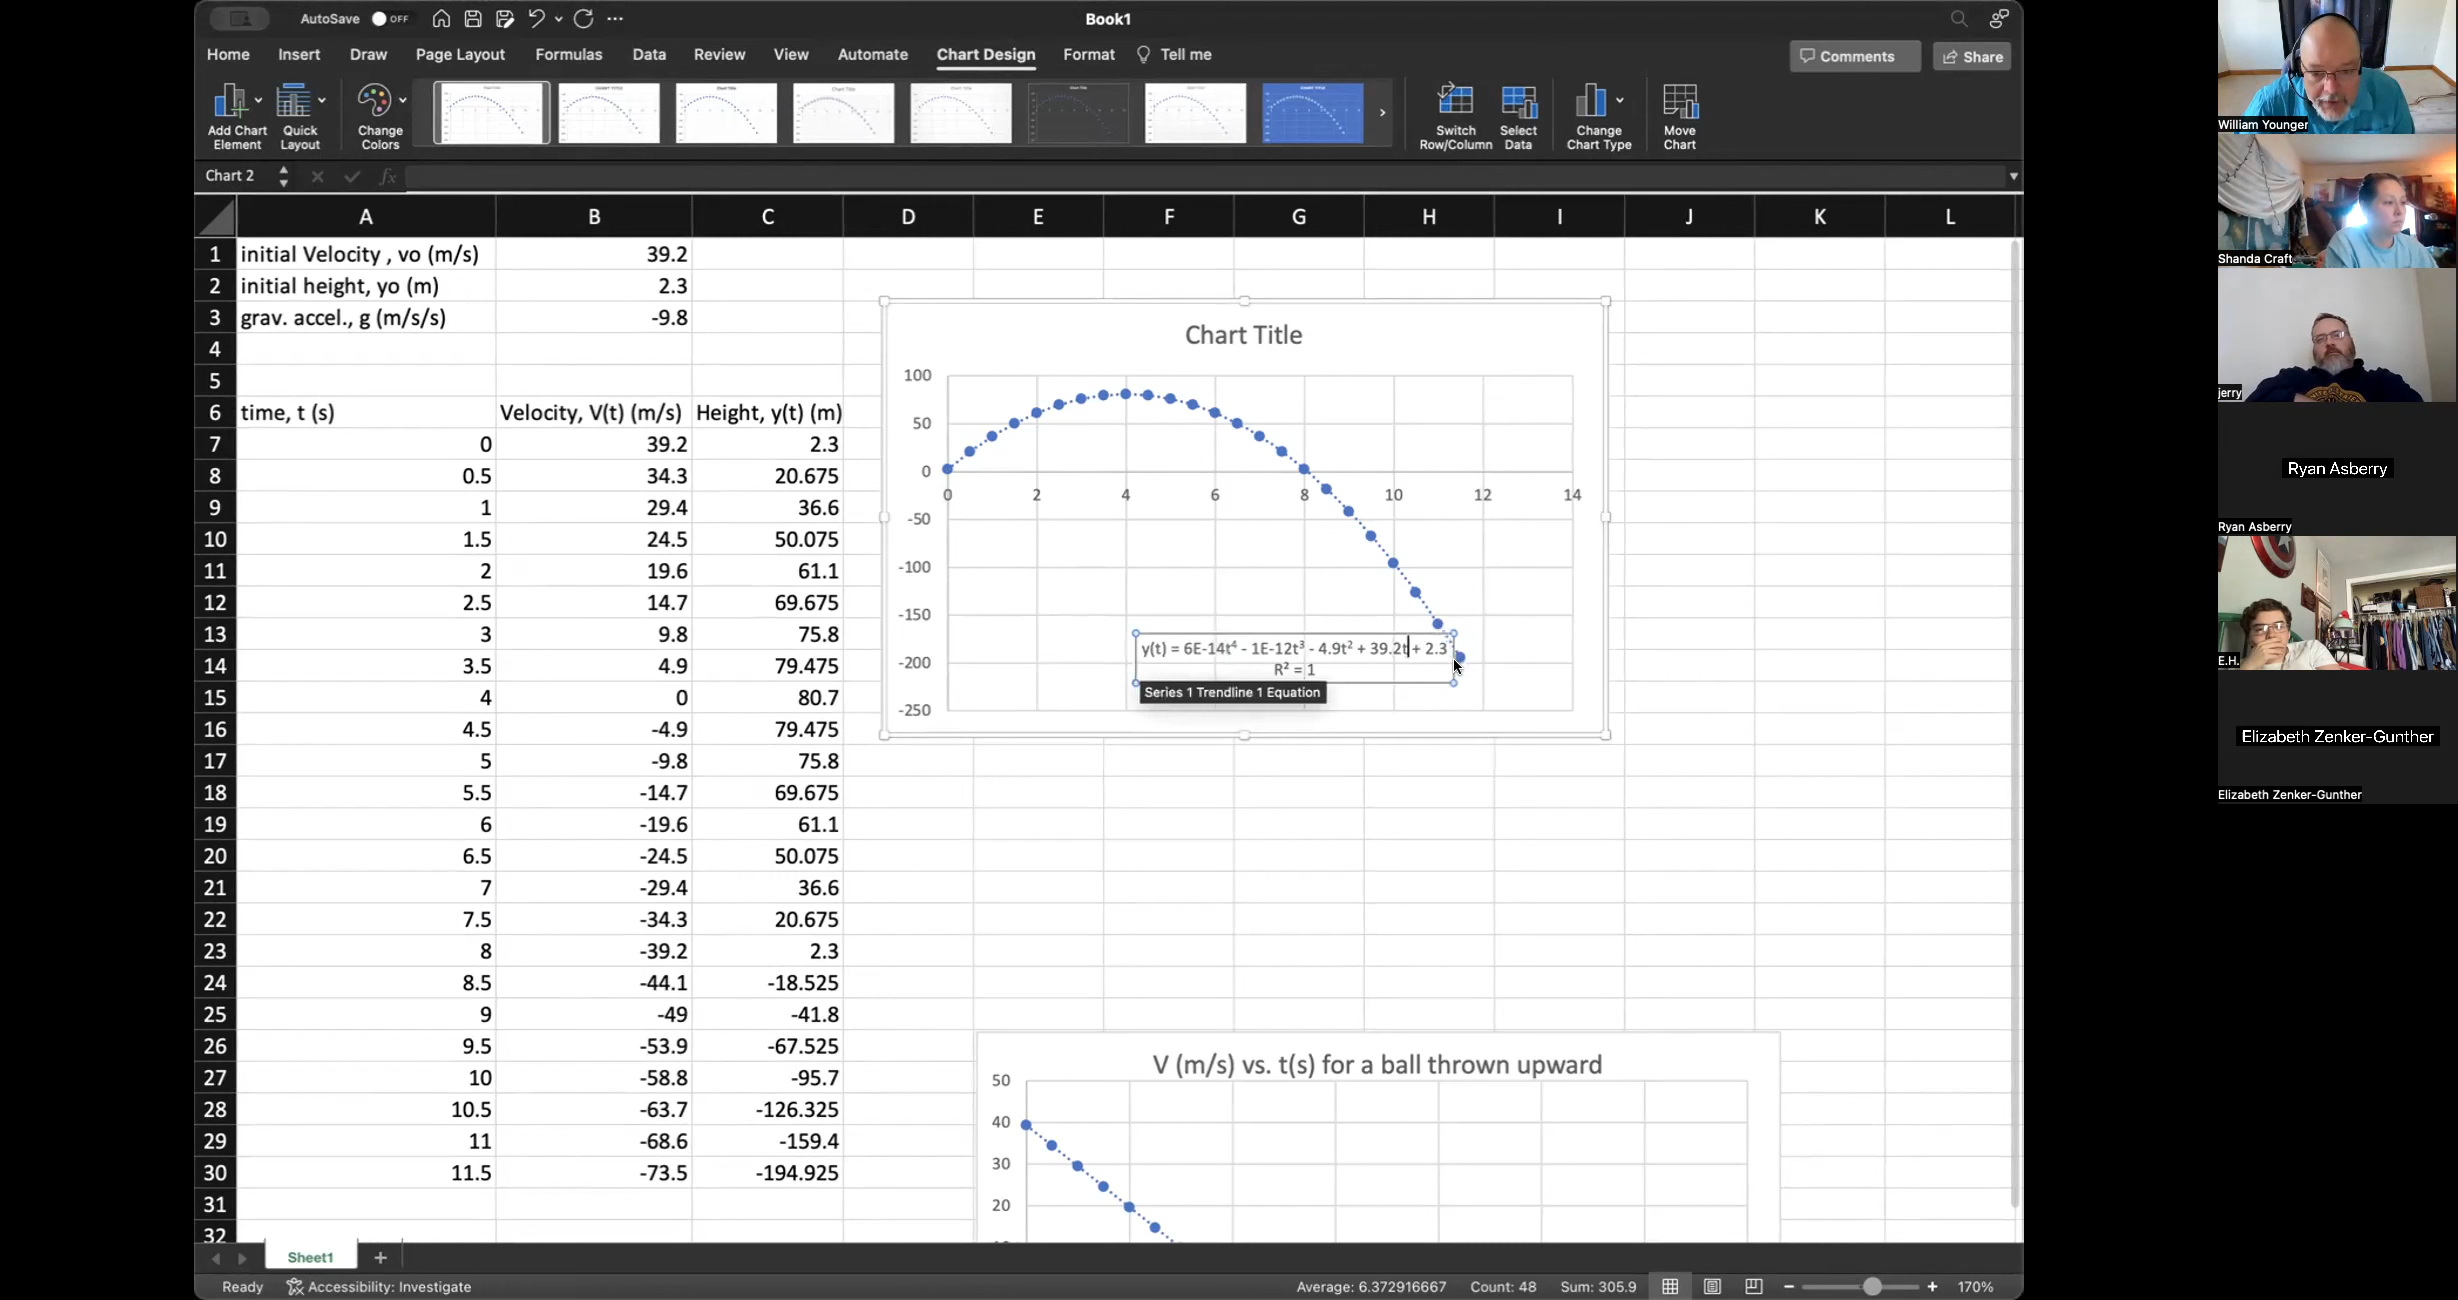 AutoSave OFF
Book1
Home Insert Draw Page Layout Formulas Data Review View Automate Chart Design Format Tell me
Comments Share
Add Chart Element
Quick Layout
Change Colors
Switch Row/Column
Select Data
Change Chart Type
Move Chart
Chart 2
fx
A B C D E F G H I J K L
1 initial Velocity , vo (m/s) 39.2
2 initial height, yo (m) 2.3
3 grav. accel., g (m/s/s) -9.8
4
5
6 time, t (s) Velocity, V(t) (m/s) Height, y(t) (m)
7 0 39.2 2.3
8 0.5 34.3 20.675
9 1 29.4 36.6
10 1.5 24.5 50.075
11 2 19.6 61.1
12 2.5 14.7 69.675
13 3 9.8 75.8
14 3.5 4.9 79.475
15 4 0 80.7
16 4.5 -4.9 79.475
17 5 -9.8 75.8
18 5.5 -14.7 69.675
19 6 -19.6 61.1
20 6.5 -24.5 50.075
21 7 -29.4 36.6
22 7.5 -34.3 20.675
23 8 -39.2 2.3
24 8.5 -44.1 -18.525
25 9 -49 -41.8
26 9.5 -53.9 -67.525
27 10 -58.8 -95.7
28 10.5 -63.7 -126.325
29 11 -68.6 -159.4
30 11.5 -73.5 -194.925
31
32
Chart Title
100
50
0
-50
-100
-150
-200
-250
0 2 4 6 8 10 12 14
y(t) = 6E-14t⁴ - 1E-12t³ - 4.9t² + 39.2t + 2.3
R² = 1
Series 1 Trendline 1 Equation
V (m/s) vs. t(s) for a ball thrown upward
50
40
30
20
Sheet1
Ready Accessibility: Investigate
Average: 6.372916667 Count: 48 Sum: 305.9 170%
William Younger
Shanda Craft
jerry
Ryan Asberry
Ryan Asberry
E.H.
Elizabeth Zenker-Gunther
Elizabeth Zenker-Gunther